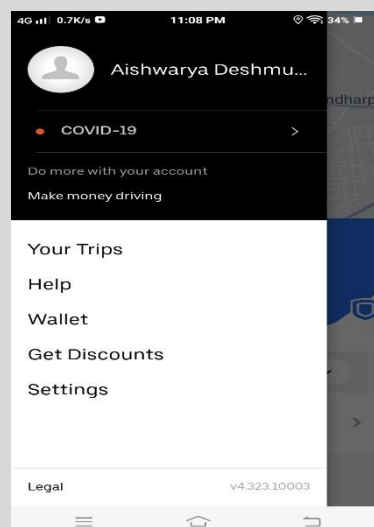 4G 0.7K/s 11:08 PM 34%
Aishwarya Deshmu...
ndharp
COVID-19
Do more with your account
Make money driving
Your Trips
Help
Wallet
Get Discounts
Settings
Legal v4.323.10003